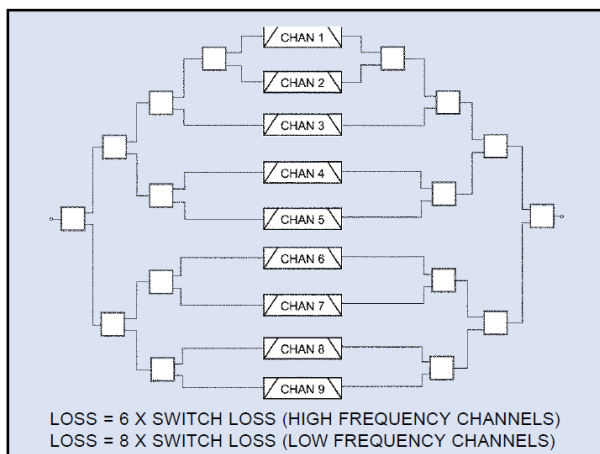 CHAN 1
CHAN 2
CHAN 3
CHAN 4
CHAN 5
CHAN 6
CHAN 7
CHAN 8
CHAN 9
LOSS = 6 X SWITCH LOSS (HIGH FREQUENCY CHANNELS)
LOSS = 8 X SWITCH LOSS (LOW FREQUENCY CHANNELS)